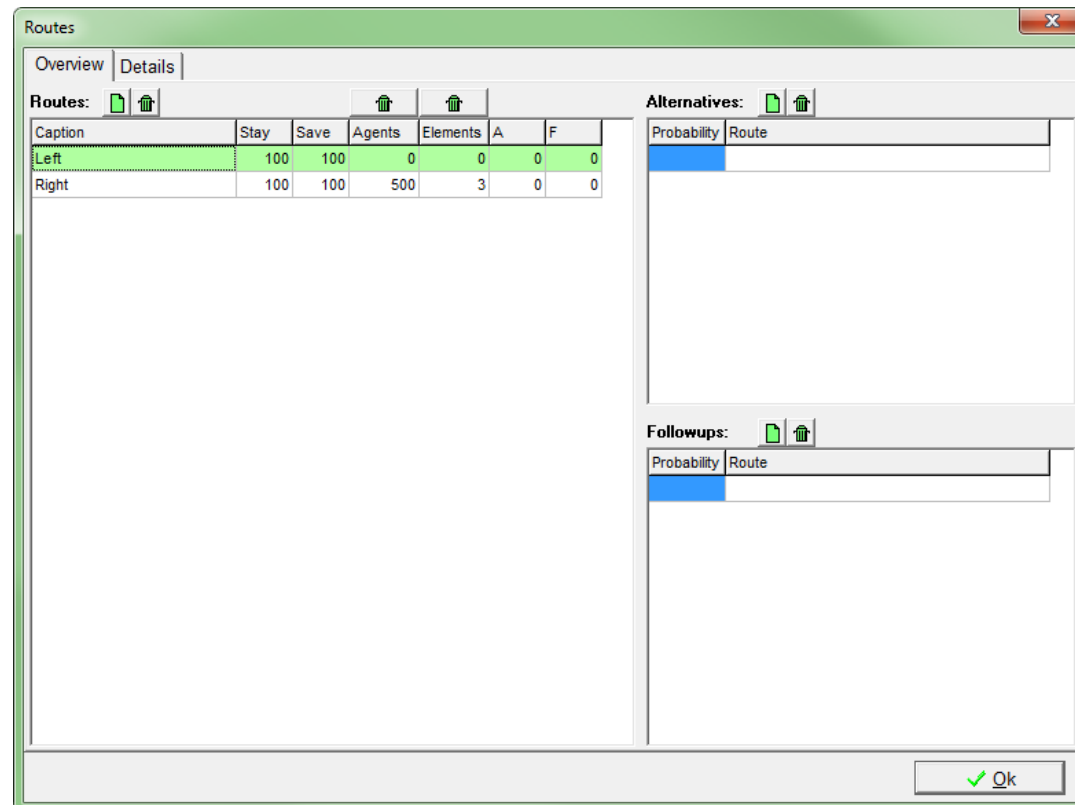 Routes
Overview Details
Routes:
Caption Stay Save Agents Elements A F
Left 100 100 0 0 0 0
Right 100 100 500 3 0 0
Alternatives:
Probability Route
Followups:
Probability Route
Ok